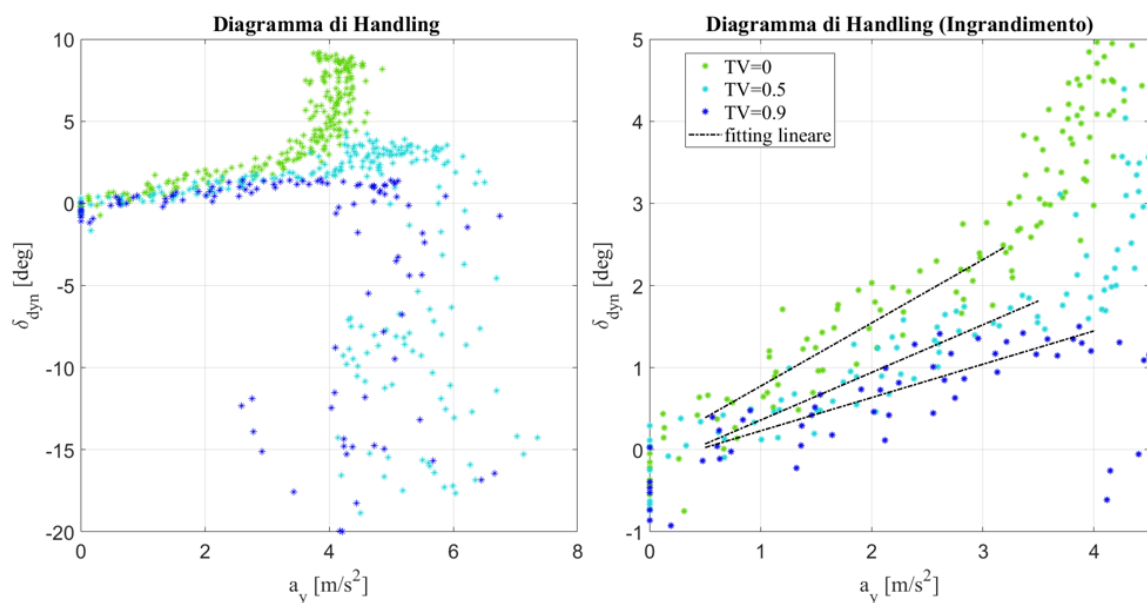 Diagramma di Handling
10
5
0
-5
-10
-15
-20
0
2
4
6
8
δdyn [deg]
ay [m/s²]
Diagramma di Handling (Ingrandimento)
TV=0
TV=0.5
TV=0.9
fitting lineare
5
4
3
2
1
0
-1
0
1
2
3
4
δdyn [deg]
ay [m/s²]